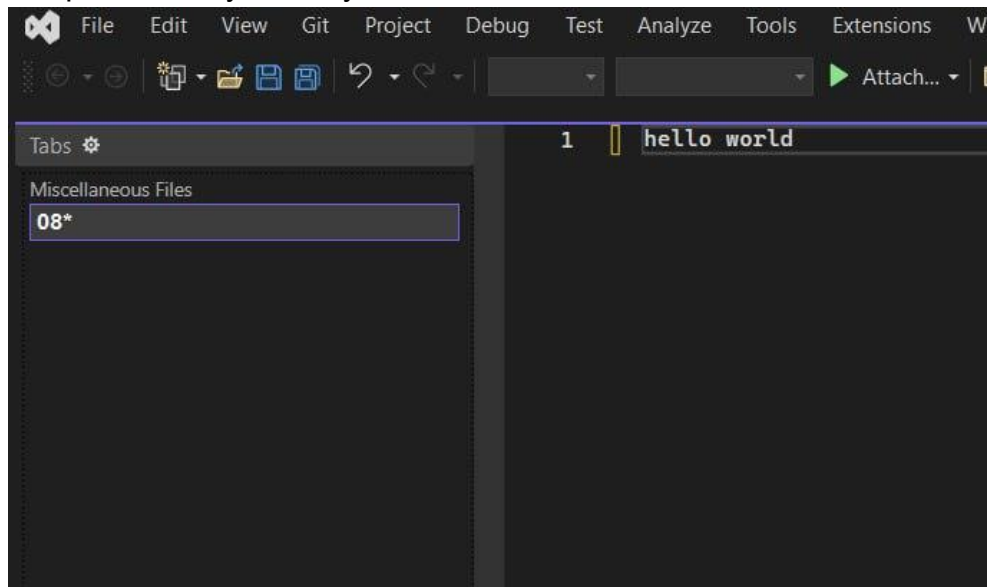 File Edit View Git Project Debug Test Analyze Tools Extensions
Attach...
Tabs
1 hello world
Miscellaneous Files
08*